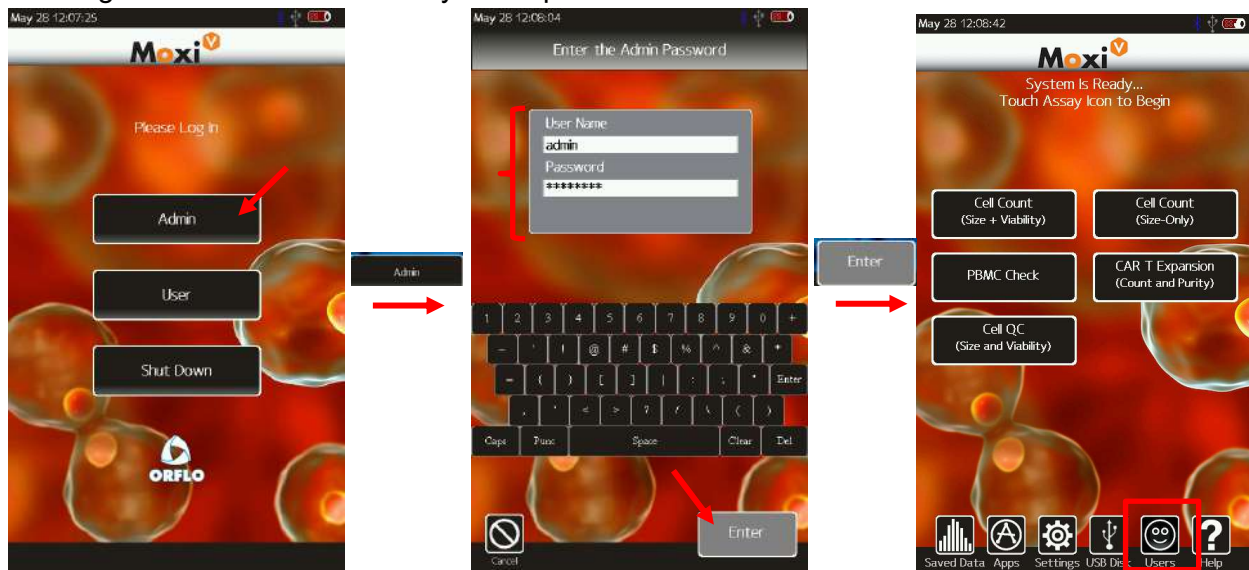 May 28 12:07:25
Moxi V
Please Log In
Admin
User
Shut Down
ORFLO
Admin
May 28 12:08:04
Enter the Admin Password
User Name
admin
Password
********
1 2 3 4 5 6 7 8 9 0 +
- ' ! @ # $ % ^ & *
Enter
Caps Punc Space Clear Del
Cancel
Enter
Enter
May 28 12:08:42
Moxi V
System Is Ready...
Touch Assay Icon to Begin
Cell Count
(Size + Viability)
Cell Count
(Size-Only)
PBMC Check
CAR T Expansion
(Count and Purity)
Cell QC
(Size and Viability)
Saved Data Apps Settings USB Disk Users Help